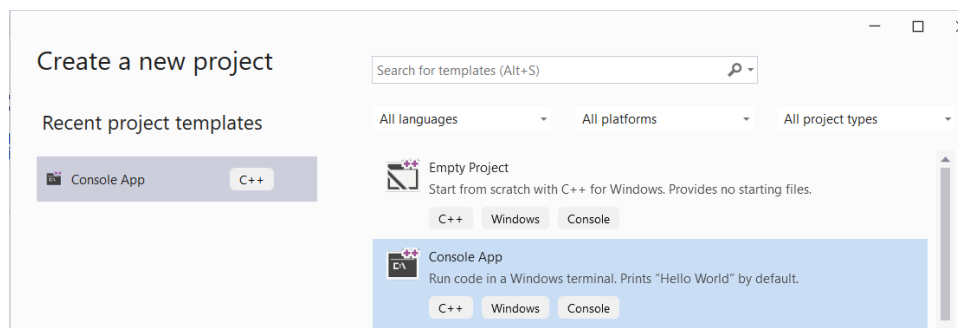 Create a new project
Search for templates (Alt+S)
Recent project templates
All languages
All platforms
All project types
Console App
C++
Empty Project
Start from scratch with C++ for Windows. Provides no starting files.
C++ Windows Console
Console App
Run code in a Windows terminal. Prints "Hello World" by default.
C++ Windows Console